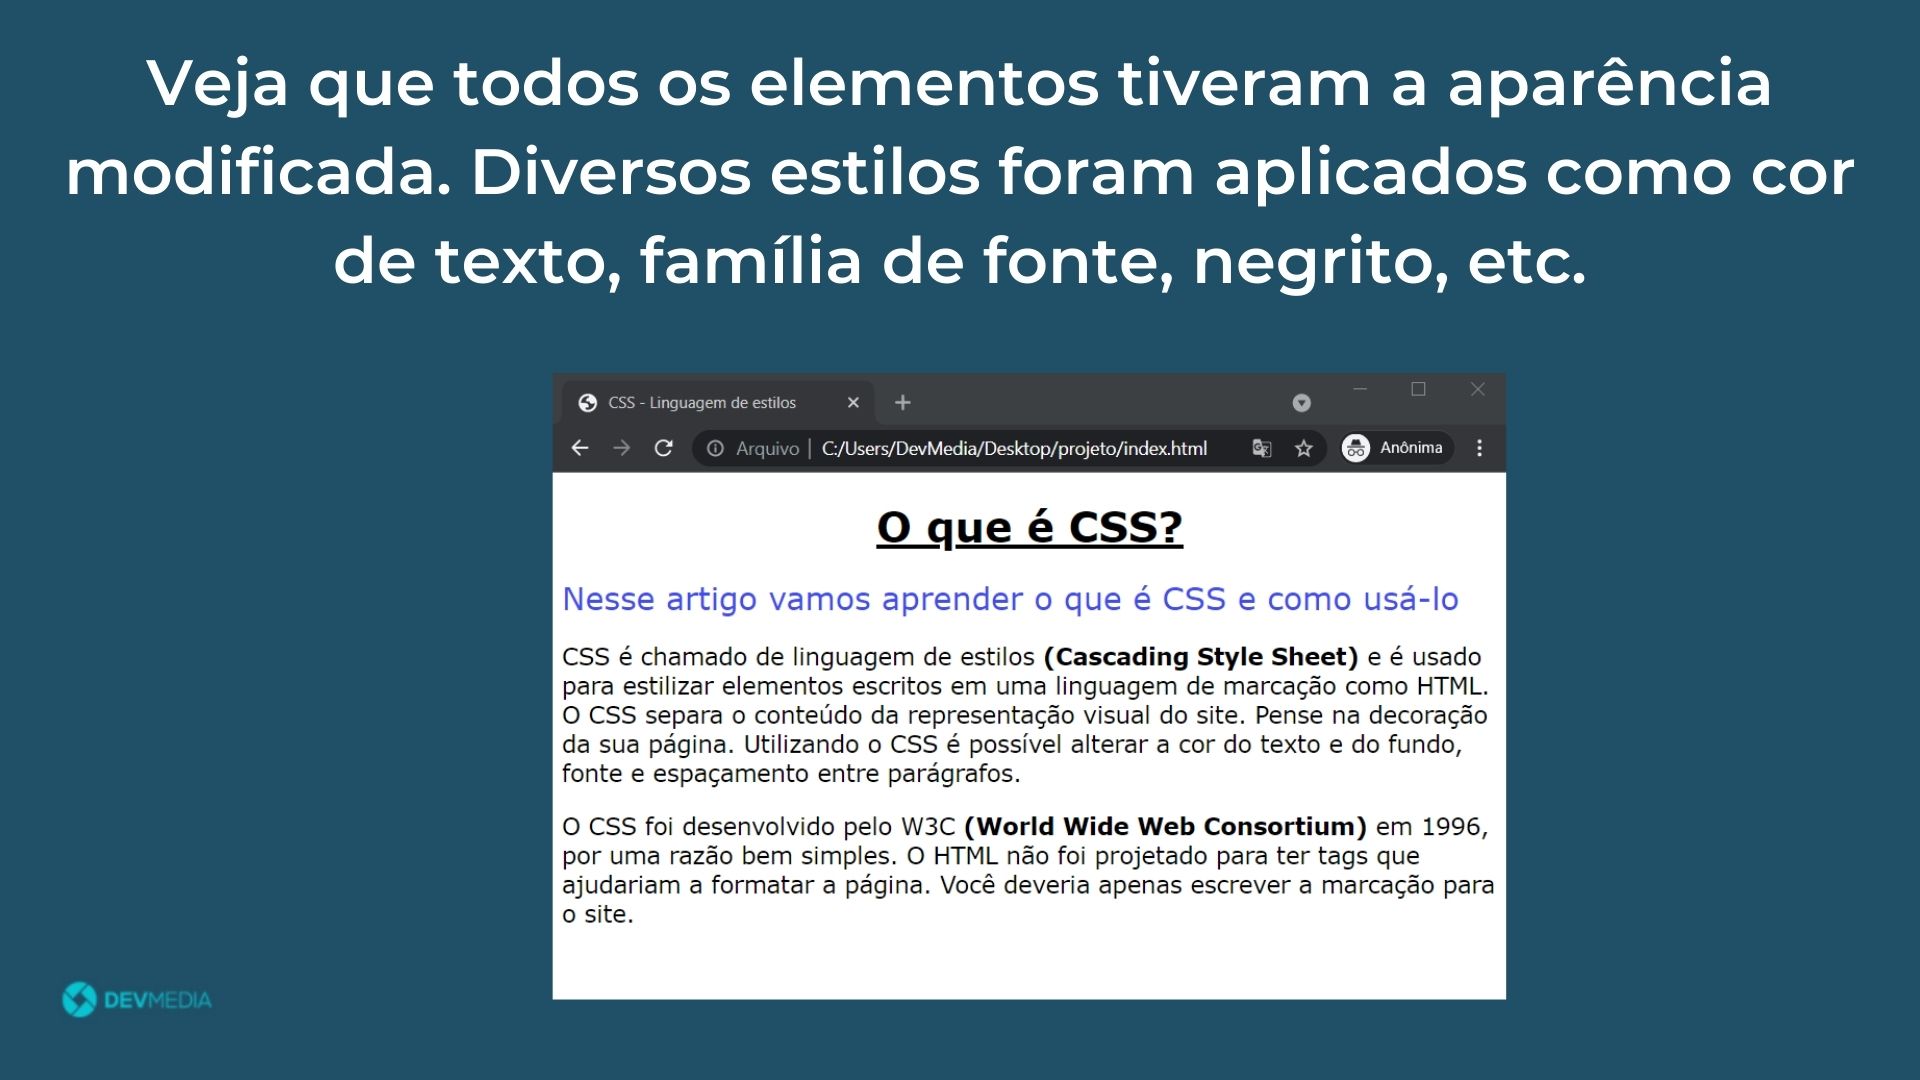 Veja que todos os elementos tiveram a aparência
modificada. Diversos estilos foram aplicados como cor
de texto, família de fonte, negrito, etc.
CSS - Linguagem de estilos
Arquivo | C:/Users/DevMedia/Desktop/projeto/index.html
Anônima
O que é CSS?
Nesse artigo vamos aprender o que é CSS e como usá-lo
CSS é chamado de linguagem de estilos (Cascading Style Sheet) e é usado
para estilizar elementos escritos em uma linguagem de marcação como HTML.
O CSS separa o conteúdo da representação visual do site. Pense na decoração
da sua página. Utilizando o CSS é possível alterar a cor do texto e do fundo,
fonte e espaçamento entre parágrafos.
O CSS foi desenvolvido pelo W3C (World Wide Web Consortium) em 1996,
por uma razão bem simples. O HTML não foi projetado para ter tags que
ajudariam a formatar a página. Você deveria apenas escrever a marcação para
o site.
DEVMEDIA